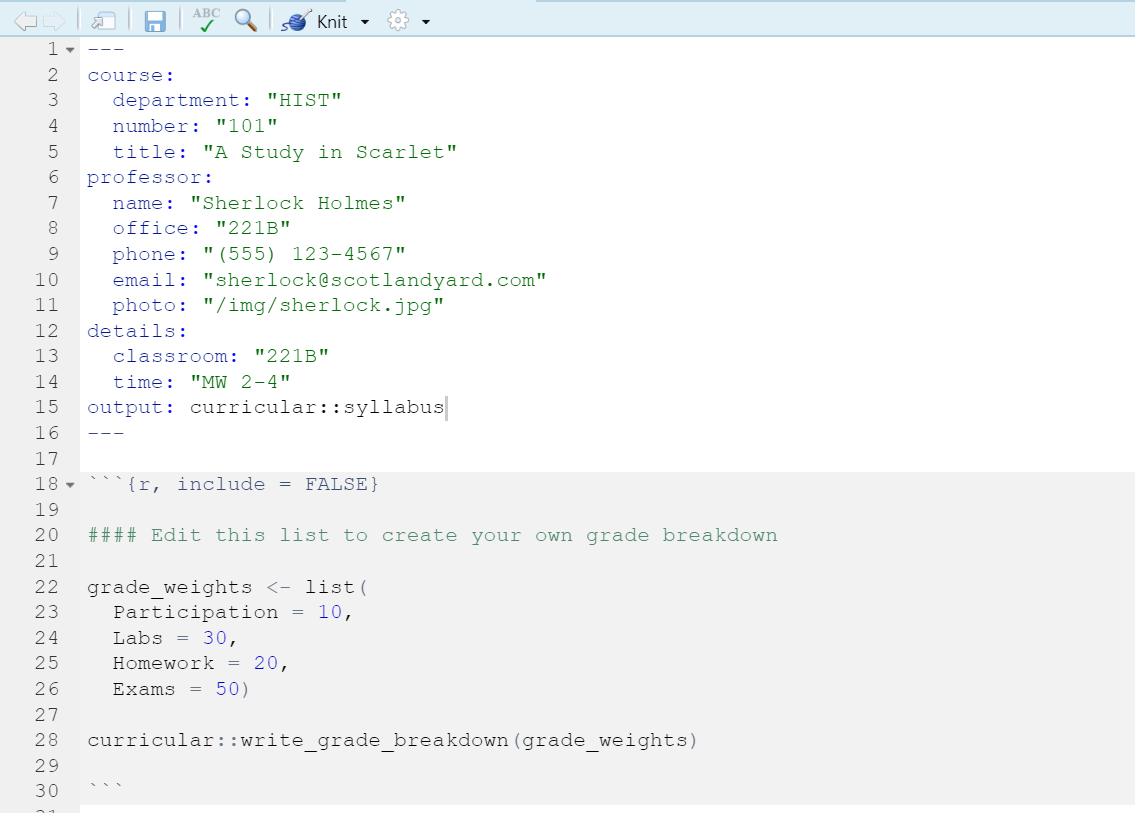 ABC Knit
1 ---
2 course:
3   department: "HIST"
4   number: "101"
5   title: "A Study in Scarlet"
6 professor:
7   name: "Sherlock Holmes"
8   office: "221B"
9   phone: "(555) 123-4567"
10   email: "sherlock@scotlandyard.com"
11   photo: "/img/sherlock.jpg"
12 details:
13   classroom: "221B"
14   time: "MW 2-4"
15 output: curricular::syllabus
16 ---
17
18 ```{r, include = FALSE}
19
20 #### Edit this list to create your own grade breakdown
21
22 grade_weights <- list(
23   Participation = 10,
24   Labs = 30,
25   Homework = 20,
26   Exams = 50)
27
28 curricular::write_grade_breakdown(grade_weights)
29
30 ```